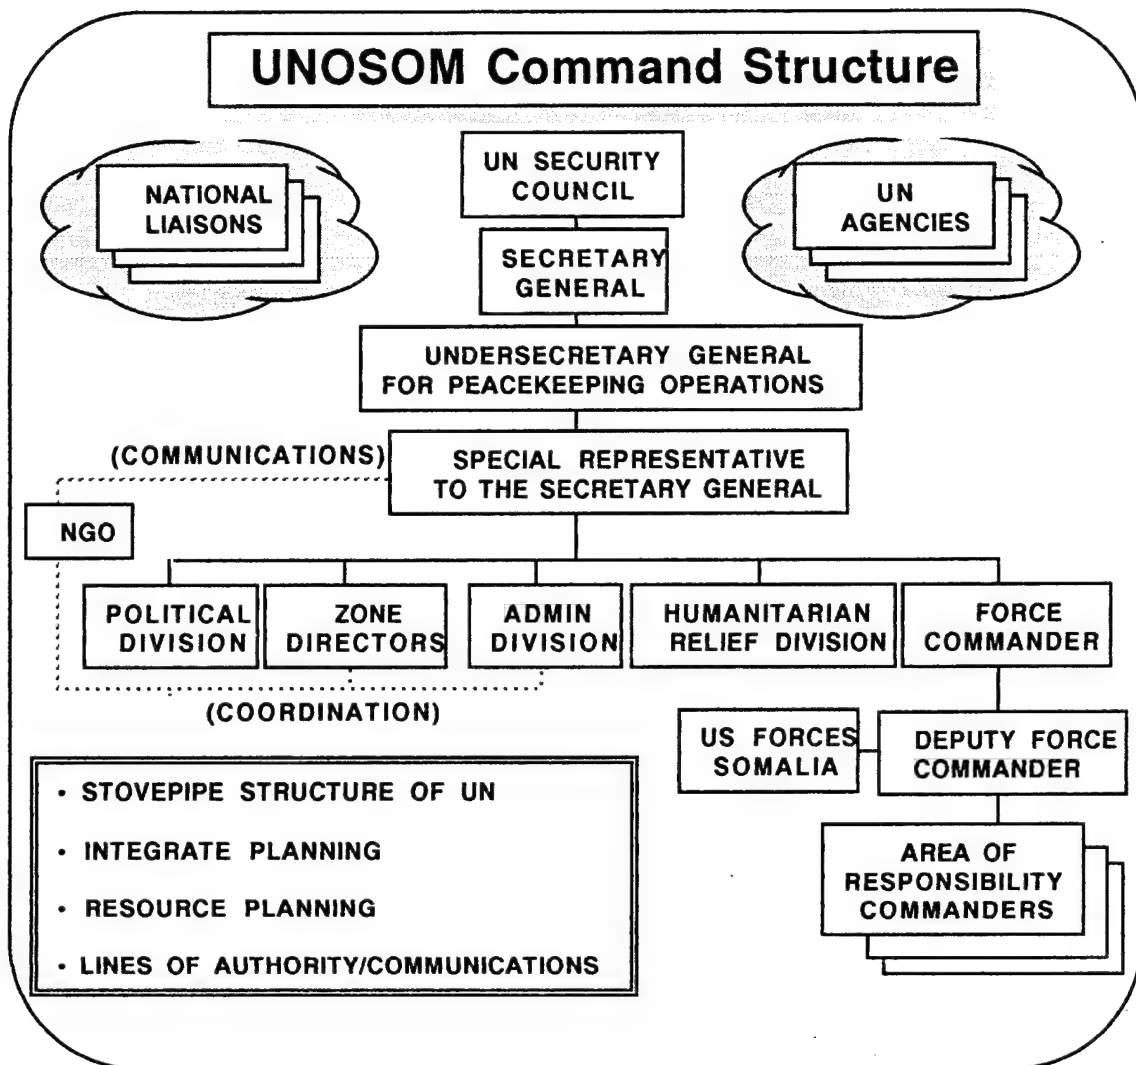 UNOSOM Command Structure
NATIONAL
LIAISONS
UN SECURITY
COUNCIL
UN
AGENCIES
SECRETARY
GENERAL
UNDERSECRETARY GENERAL
FOR PEACEKEEPING OPERATIONS
(COMMUNICATIONS)
SPECIAL REPRESENTATIVE
TO THE SECRETARY GENERAL
NGO
POLITICAL
DIVISION
ZONE
DIRECTORS
ADMIN
DIVISION
HUMANITARIAN
RELIEF DIVISION
FORCE
COMMANDER
(COORDINATION)
US FORCES
SOMALIA
DEPUTY FORCE
COMMANDER
AREA OF
RESPONSIBILITY
COMMANDERS
• STOVEPIPE STRUCTURE OF UN
• INTEGRATE PLANNING
• RESOURCE PLANNING
• LINES OF AUTHORITY/COMMUNICATIONS